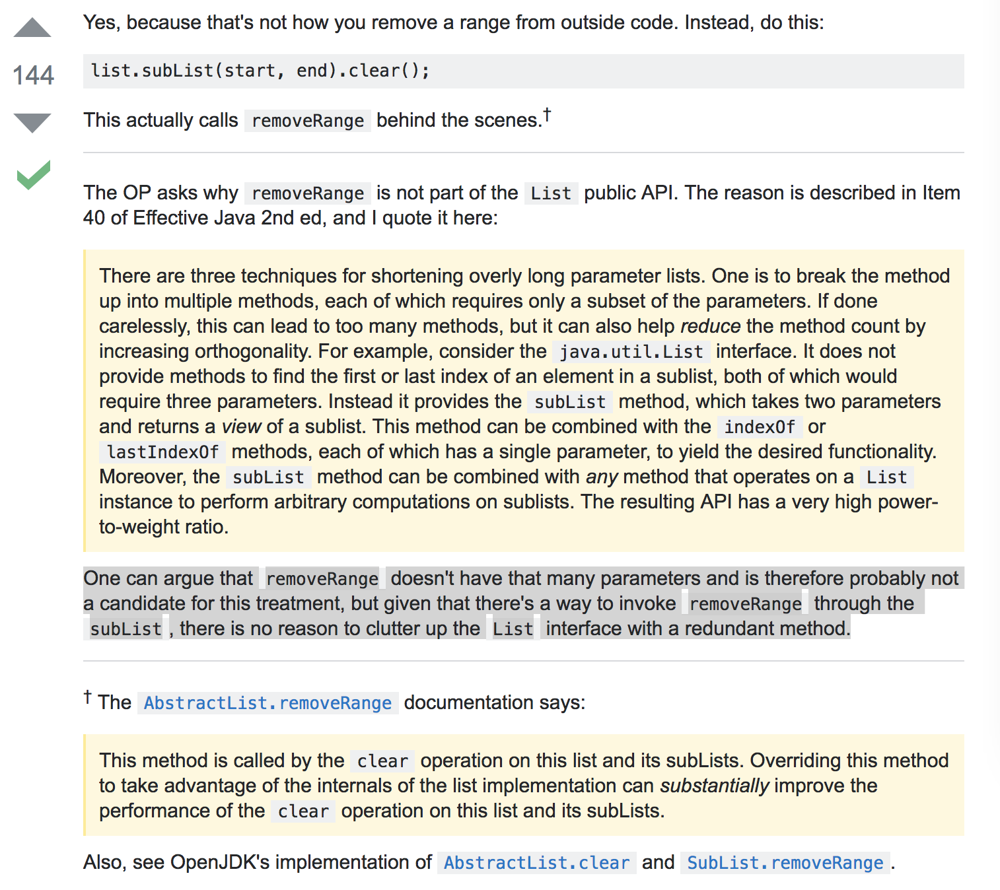 Yes, because that's not how you remove a range from outside code. Instead, do this:
144
list.subList(start, end).clear();
This actually calls removeRange behind the scenes.†
The OP asks why removeRange is not part of the List public API. The reason is described in Item
40 of Effective Java 2nd ed, and I quote it here:
There are three techniques for shortening overly long parameter lists. One is to break the method
up into multiple methods, each of which requires only a subset of the parameters. If done
carelessly, this can lead to too many methods, but it can also help reduce the method count by
increasing orthogonality. For example, consider the java.util.List interface. It does not
provide methods to find the first or last index of an element in a sublist, both of which would
require three parameters. Instead it provides the subList method, which takes two parameters
and returns a view of a sublist. This method can be combined with the indexOf or
lastIndexOf methods, each of which has a single parameter, to yield the desired functionality.
Moreover, the subList method can be combined with any method that operates on a List
instance to perform arbitrary computations on sublists. The resulting API has a very high power-
to-weight ratio.
One can argue that removeRange doesn't have that many parameters and is therefore probably not
a candidate for this treatment, but given that there's a way to invoke removeRange through the
subList, there is no reason to clutter up the List interface with a redundant method.
† The AbstractList.removeRange documentation says:
This method is called by the clear operation on this list and its subLists. Overriding this method
to take advantage of the internals of the list implementation can substantially improve the
performance of the clear operation on this list and its subLists.
Also, see OpenJDK's implementation of AbstractList.clear and SubList.removeRange.